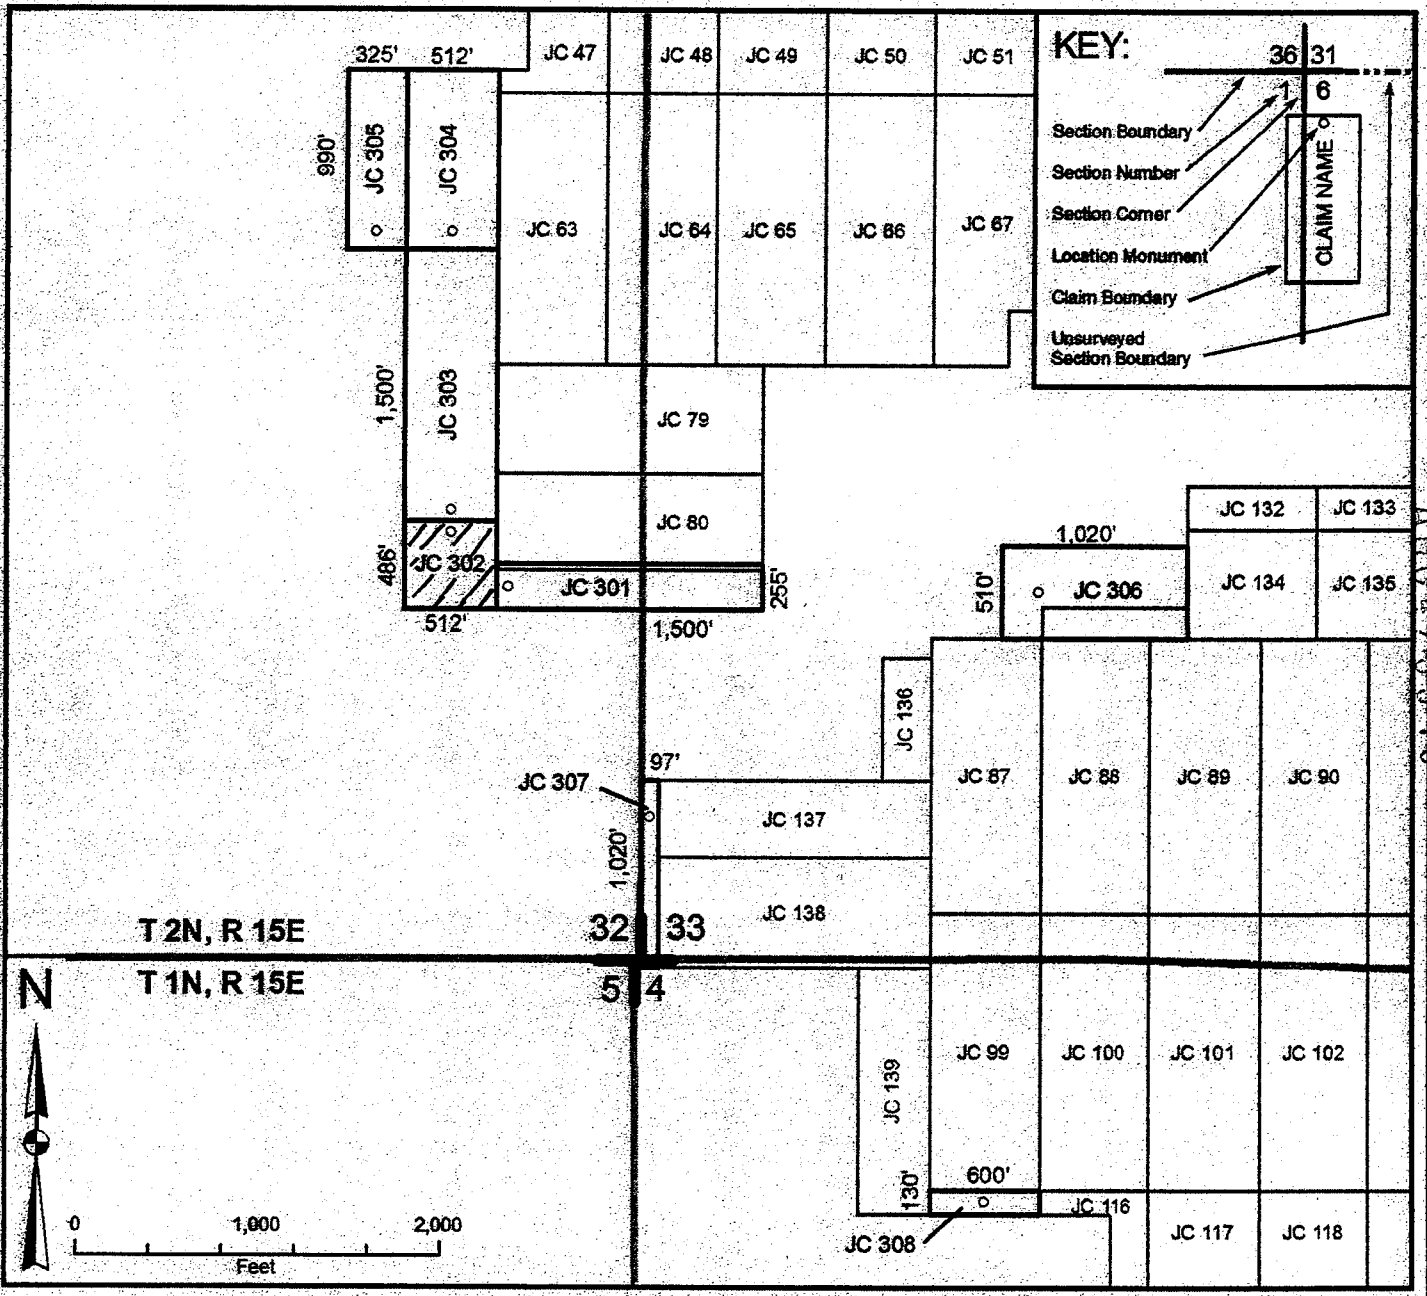 325' 512' JC 47 JC 48 JC 49 JC 50 JC 51
KEY:
36 31
1 6
Section Boundary
Section Number
Section Corner
Location Monument
Claim Boundary
Unsurveyed
Section Boundary
CLAIM NAME
990'
JC 305
JC 304
JC 63 JC 64 JC 65 JC 66 JC 67
1,500'
JC 303
JC 79
JC 80
486'
JC 302
512'
JC 301
255'
1,500'
JC 132 JC 133
1,020'
510'
JC 306
JC 134 JC 135
JC 136
JC 87 JC 88 JC 89 JC 90
97'
JC 307
1,020'
JC 137
JC 138
T 2N, R 15E
32 33
T 1N, R 15E
5 4
N
JC 139
JC 99 JC 100 JC 101 JC 102
130'
600'
JC 116
JC 308
JC 117 JC 118
0 1,000 2,000
Feet